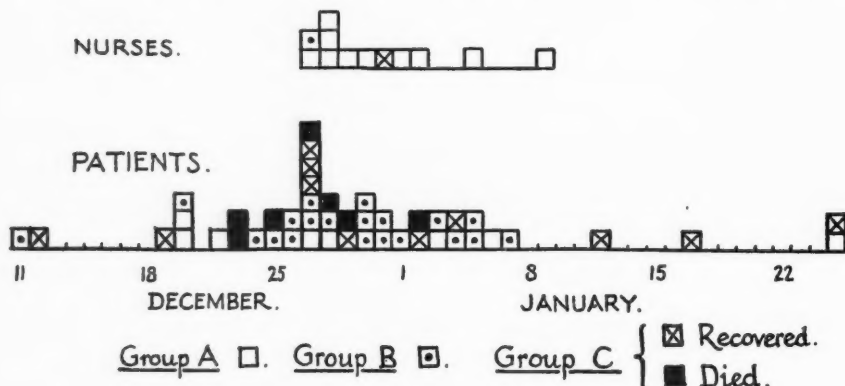 NURSES.
PATIENTS.
11 18 25 1 8 15 22
DECEMBER. JANUARY.
Group A Group B Group C Recovered.
Died.